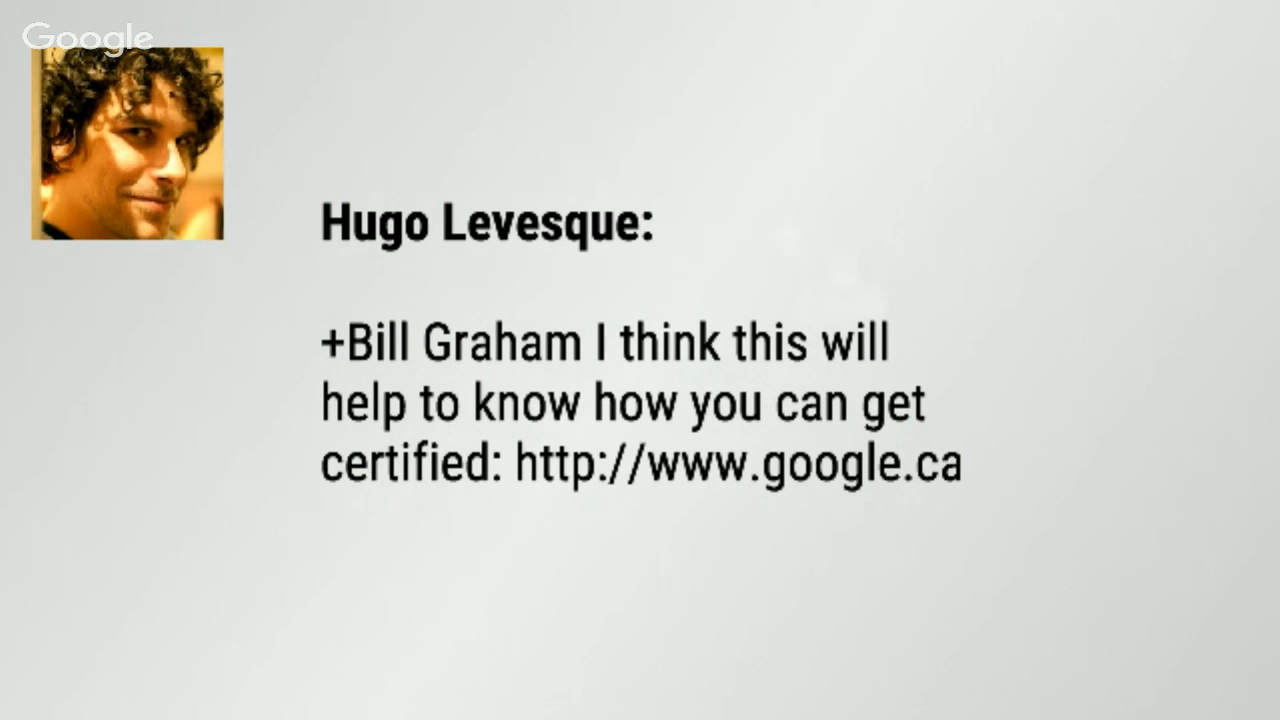 Google
Hugo Levesque:
+Bill Graham I think this will
help to know how you can get
certified: http://www.google.ca